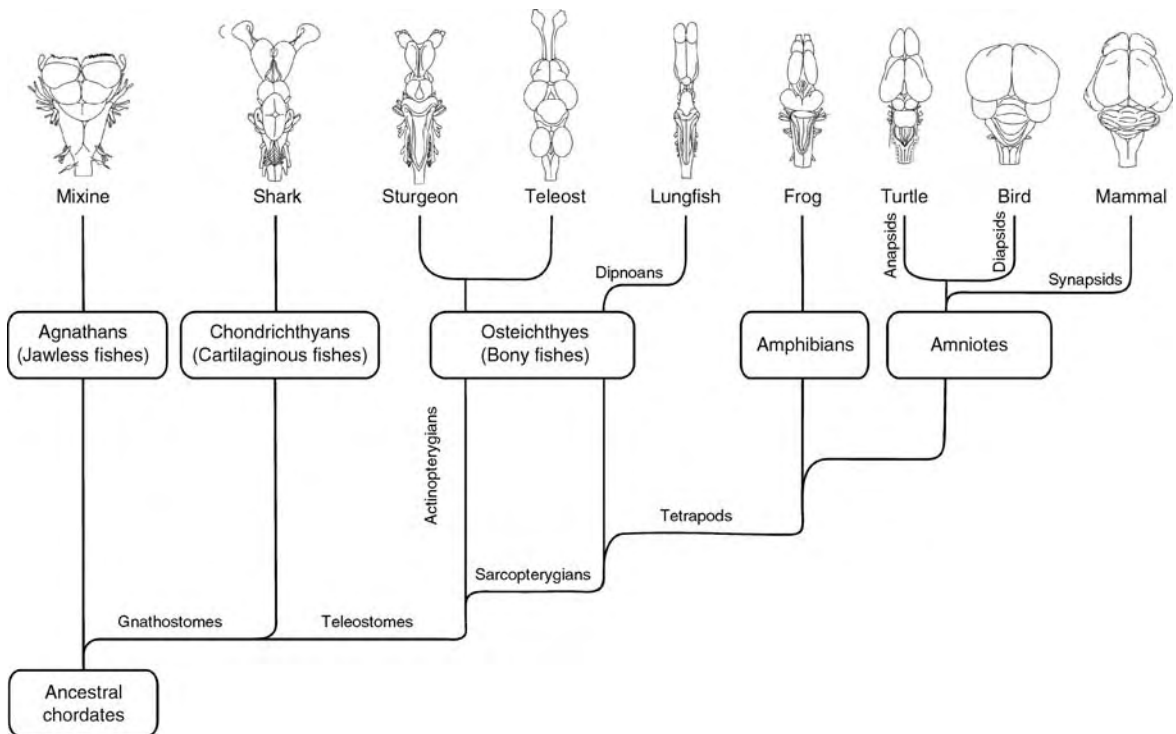 Mixine
Shark
Sturgeon
Teleost
Lungfish
Frog
Turtle
Bird
Mammal
Anapsids
Diapsids
Dipnoans
Synapsids
Agnathans
(Jawless fishes)
Chondrichthyans
(Cartilaginous fishes)
Osteichthyes
(Bony fishes)
Amphibians
Amniotes
Actinopterygians
Tetrapods
Sarcopterygians
Gnathostomes
Teleostomes
Ancestral
chordates